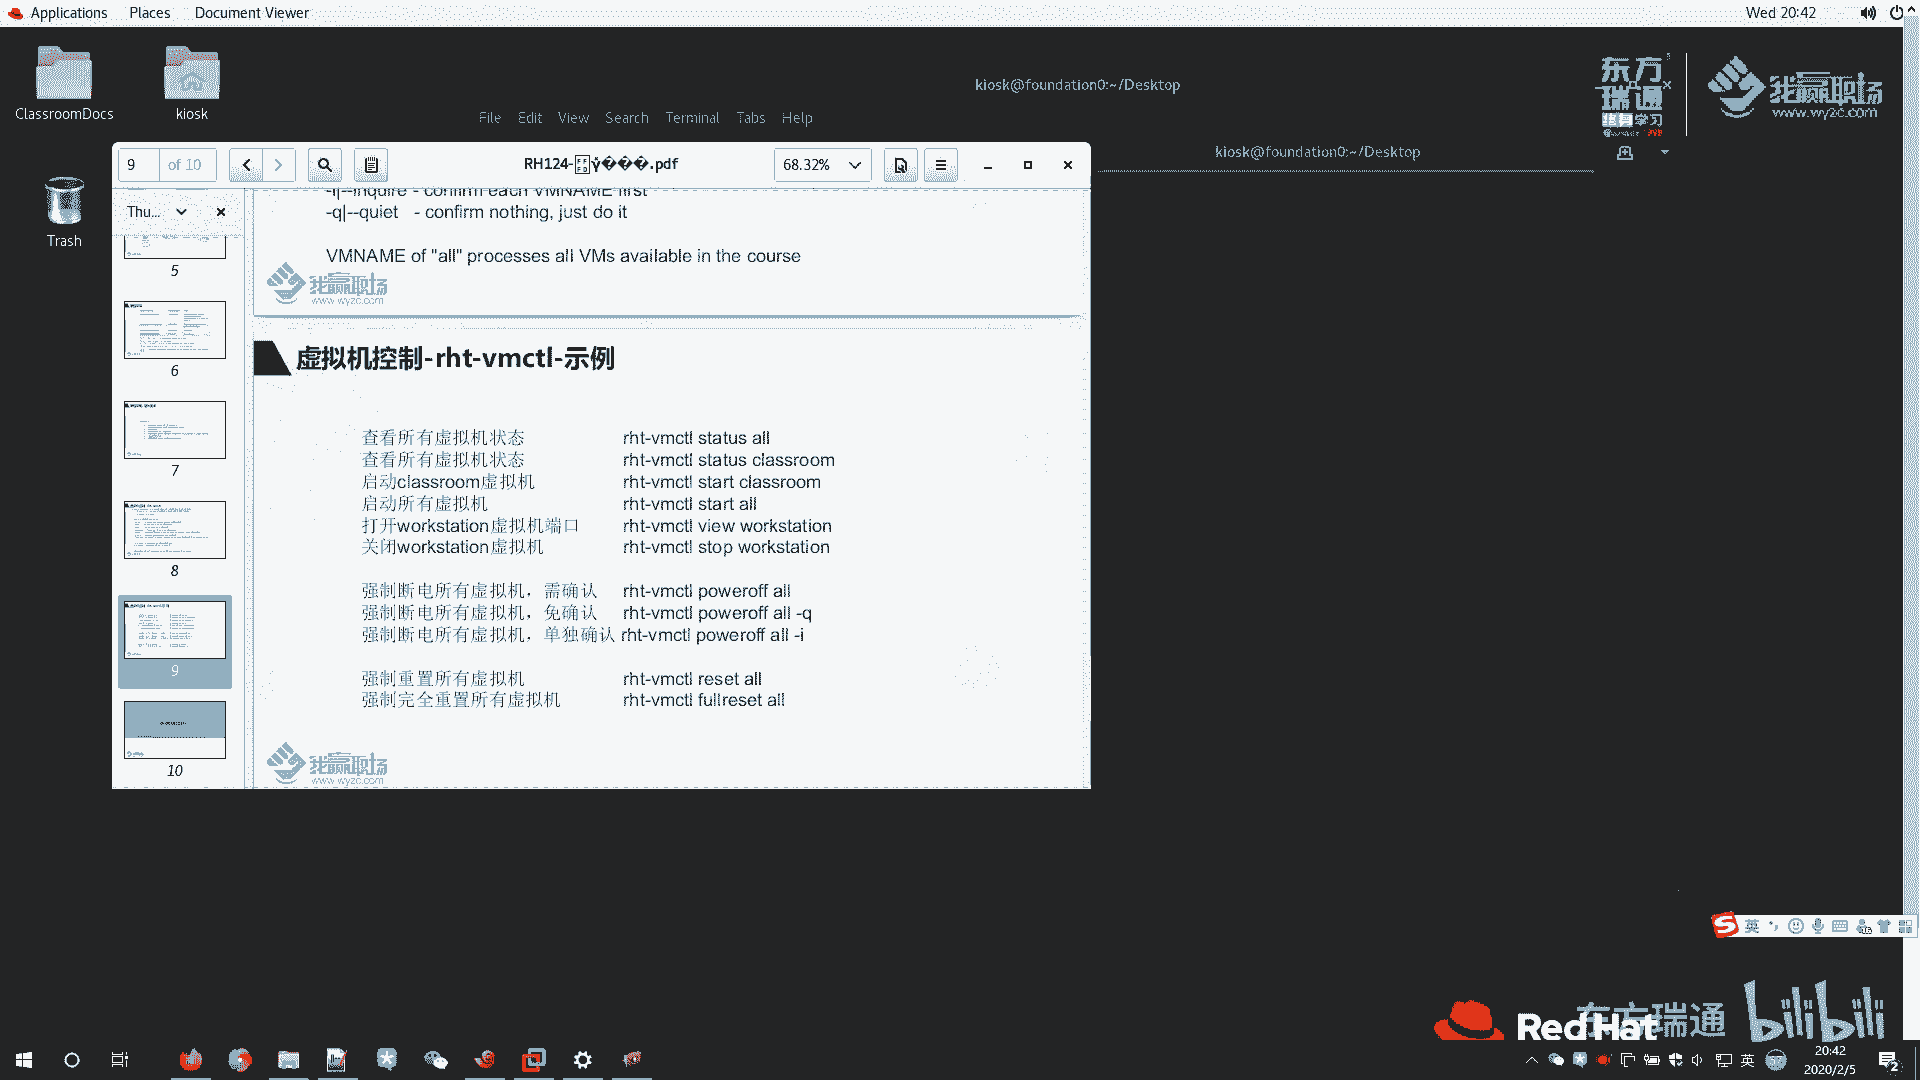 Applications Places Document Viewer Wed 20:42
ClassroomDocs
kiosk
Trash
kiosk@foundation0:~/Desktop
File Edit View Search Terminal Tabs Help
kiosk@foundation0:~/Desktop
东方
瑞通
终身学习
我赢职场
www.wyzc.com
9 of 10
RH124-
.pdf
68.32%
Thu...
5
6
7
8
9
10
-i|--inquire - confirm each VMNAME first
-q|--quiet - confirm nothing, just do it
VMNAME of "all" processes all VMs available in the course
我赢职场
www.wyzc.com
虚拟机控制-rht-vmctl-示例
查看所有虚拟机状态 rht-vmctl status all
查看所有虚拟机状态 rht-vmctl status classroom
启动classroom虚拟机 rht-vmctl start classroom
启动所有虚拟机 rht-vmctl start all
打开workstation虚拟机端口 rht-vmctl view workstation
关闭workstation虚拟机 rht-vmctl stop workstation
强制断电所有虚拟机，需确认 rht-vmctl poweroff all
强制断电所有虚拟机，免确认 rht-vmctl poweroff all -q
强制断电所有虚拟机，单独确认 rht-vmctl poweroff all -i
强制重置所有虚拟机 rht-vmctl reset all
强制完全重置所有虚拟机 rht-vmctl fullreset all
我赢职场
www.wyzc.com
英
Red Hat
东方瑞通
bilibili
英
57
20:42
2020/2/5
2